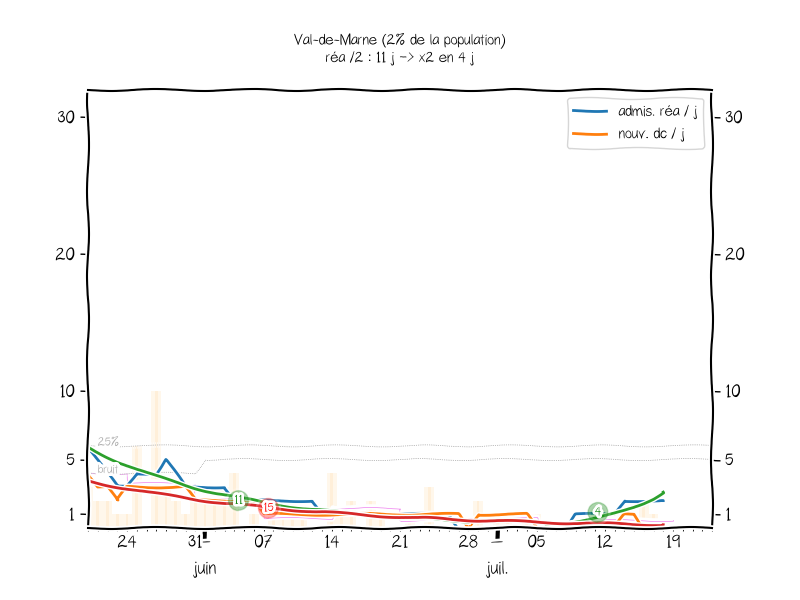 Val-de-Marne (2% de la population)
réa /2 : 11 j -> x2 en 4 j
admis. réa / j
nouv. dc / j
30 30
20 20
10 10
25%
5 5
bruit
11 15 4
1 1
24 31 07 14 21 28 05 12 19
juin juil.